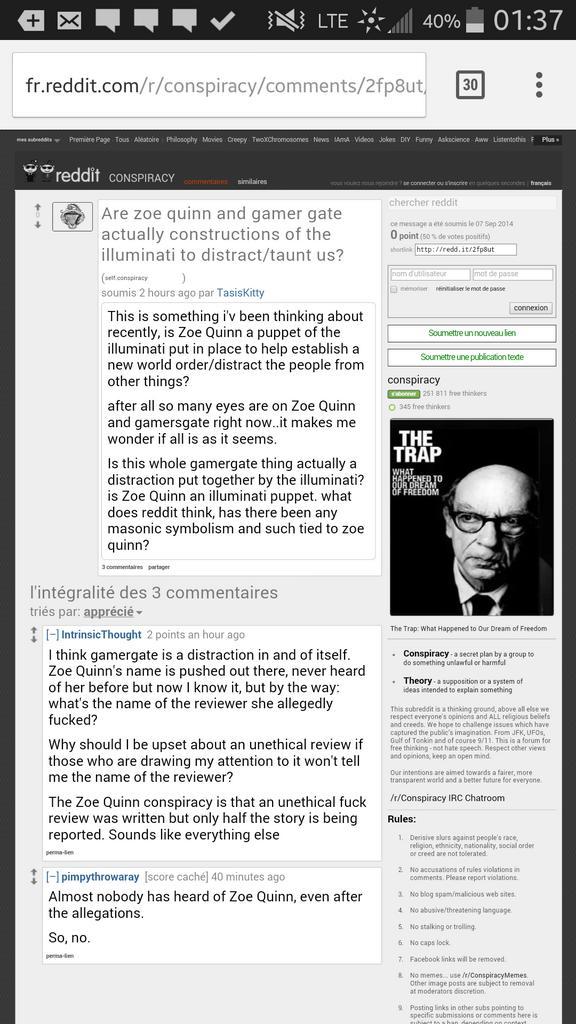 LTE 40% 01:37
fr.reddit.com/r/conspiracy/comments/2fp8ut/
30
mes subreddits Première Page Tous Aléatoire Philosophy Movies Creepy TwoXChromosomes News IAmA Videos Jokes DIY Funny Askscience Aww Listentothis Plus »
reddit CONSPIRACY commentaires similaires
vous voulez nous rejoindre ? se connecter ou s'inscrire en quelques secondes | français
0
Are zoe quinn and gamer gate
actually constructions of the
illuminati to distract/taunt us?
(self.conspiracy)
soumis 2 hours ago par TasisKitty
This is something i'v been thinking about
recently, is Zoe Quinn a puppet of the
illuminati put in place to help establish a
new world order/distract the people from
other things?
after all so many eyes are on Zoe Quinn
and gamersgate right now..it makes me
wonder if all is as it seems.
Is this whole gamergate thing actually a
distraction put together by the illuminati?
is Zoe Quinn an illuminati puppet. what
does reddit think, has there been any
masonic symbolism and such tied to zoe
quinn?
3 commentaires partager
l'intégralité des 3 commentaires
triés par: apprécié
[–] IntrinsicThought 2 points an hour ago
I think gamergate is a distraction in and of itself.
Zoe Quinn's name is pushed out there, never heard
of her before but now I know it, but by the way:
what's the name of the reviewer she allegedly
fucked?
Why should I be upset about an unethical review if
those who are drawing my attention to it won't tell
me the name of the reviewer?
The Zoe Quinn conspiracy is that an unethical fuck
review was written but only half the story is being
reported. Sounds like everything else
perma-lien
[–] pimpythrowaray [score caché] 40 minutes ago
Almost nobody has heard of Zoe Quinn, even after
the allegations.
So, no.
perma-lien
chercher reddit
ce message a été soumis le 07 Sep 2014
0 point (50 % de votes positifs)
shortlink http://redd.it/2fp8ut
nom d'utilisateur mot de passe
mémoriser réinitialiser le mot de passe
connexion
Soumettre un nouveau lien
Soumettre une publication texte
conspiracy
s'abonner 251 811 free thinkers
345 free thinkers
THE
TRAP
WHAT
HAPPENED TO
OUR DREAM
OF FREEDOM
The Trap: What Happened to Our Dream of Freedom
• Conspiracy - a secret plan by a group to
do something unlawful or harmful
• Theory - a supposition or a system of
ideas intended to explain something
This subreddit is a thinking ground, above all else we
respect everyone's opinions and ALL religious beliefs
and creeds. We hope to challenge issues which have
captured the public's imagination. From JFK, UFOs,
Gulf of Tonkin and of course 9/11. This is a forum for
free thinking - not hate speech. Respect other views
and opinions, keep an open mind.
Our intentions are aimed towards a fairer, more
transparent world and a better future for everyone.
/r/Conspiracy IRC Chatroom
Rules:
1. Derisive slurs against people's race,
religion, ethnicity, nationality, social order
or creed are not tolerated.
2. No accusations of rules violations in
comments. Please report violations.
3. No blog spam/malicious web sites.
4. No abusive/threatening language.
5. No stalking or trolling.
6. No caps lock.
7. Facebook links will be removed.
8. No memes... use /r/ConspiracyMemes.
Other image posts are subject to removal
at moderators discretion.
9. Posting links in other subs pointing to
specific submissions or comments here is
subject to a ban, depending on context.